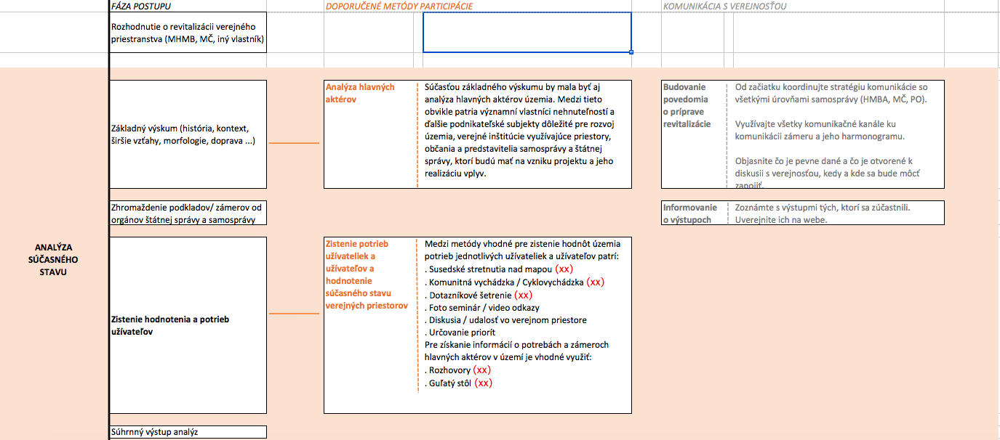 FÁZA POSTUPU
DOPORUČENÉ METÓDY PARTICIPÁCIE
KOMUNIKÁCIA S VEREJNOSŤOU
Rozhodnutie o revitalizácii verejného
priestranstva (MHMB, MČ, iný vlastník)
ANALÝZA
SÚČASNÉHO
STAVU
Základný výskum (história, kontext,
širšie vzťahy, morfologie, doprava ...)
Analýza hlavných
aktérov
Súčasťou základného výskumu by mala byť aj
analýza hlavných aktérov územia. Medzi tieto
obvikle patria významní vlastníci nehnuteľností a
ďalšie podnikateľské subjekty dôležité pre rozvoj
územia, verejné inštitúcie využívajúce priestory,
občania a predstavitelia samosprávy a štátnej
správy, ktorí budú mať na vzniku projektu a jeho
realizáciu vplyv.
Budovanie
povedomia
o príprave
revitalizácie
Od začiatku koordinujte stratégiu komunikácie so
všetkými úrovňami samosprávy (HMBA, MČ, PO).
Využívajte všetky komunikačné kanále ku
komunikácii zámeru a jeho harmonogramu.
Objasnite čo je pevne dané a čo je otvorené k
diskusii s verejnosťou, kedy a kde sa bude môcť
zapojiť.
Zhromaždenie podkladov/ zámerov od
orgánov štátnej správy a samosprávy
Informovanie
o výstupoch
Zoznámte s výstupmi tých, ktorí sa zúčastnili.
Uverejnite ich na webe.
Zistenie hodnotenia a potrieb
užívateľov
Zistenie potrieb
užívateliek a
užívateľov a
hodnotenie
súčasného stavu
verejných priestorov
Medzi metódy vhodné pre zistenie hodnôt územia
potrieb jednotlivých užívateliek a užívateľov patrí:
. Susedské stretnutia nad mapou (xx)
. Komunitná vychádzka / Cyklovychádzka (xx)
. Dotazníkové šetrenie (xx)
. Foto seminár / video odkazy
. Diskusia / udalosť vo verejnom priestore
. Určovanie priorít
Pre získanie informácií o potrebách a zámeroch
hlavných aktérov v území je vhodné využiť:
. Rozhovory (xx)
. Guľatý stôl (xx)
Súhrnný výstup analýz